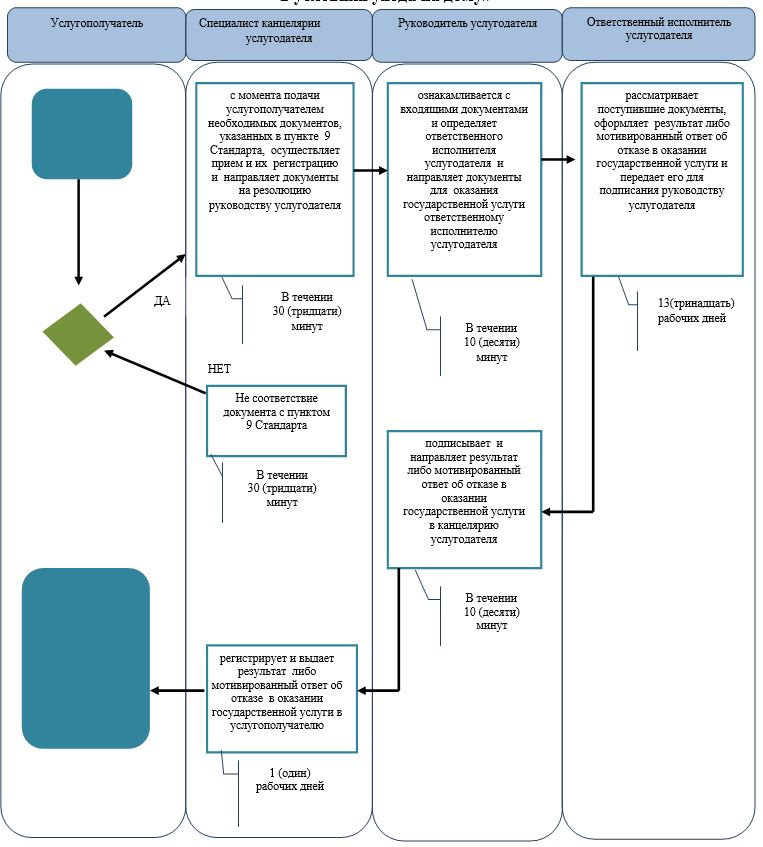 Услугополучатель
Специалист канцелярии
услугодателя
Руководитель услугодателя
Ответственный исполнитель
услугодателя
с момента подачи
услугополучателем
необходимых документов,
указанных в пункте 9
Стандарта, осуществляет
прием и их регистрацию
и направляет документы
на резолюцию
руководству услугодателя
ознакамливается с
входящими документами
и определяет
ответственного
исполнителя
услугодателя и
направляет документы
для оказания
государственной услуги
ответственному
исполнителю
услугодателя
рассматривает
поступившие документы,
оформляет результат либо
мотивированный ответ об
отказе в оказании
государственной услуги и
передает его для
подписания руководству
услугодателя
ДА
В течении
30 (тридцати)
минут
В течении
10 (десяти)
минут
13(тринадцать)
рабочих дней
НЕТ
Не соответствие
документа с пунктом
9 Стандарта
В течении
30 (тридцати)
минут
подписывает и
направляет результат
либо мотивированный
ответ об отказе в
оказании
государственной услуги
в канцелярию
услугодателя
В течении
10 (десяти)
минут
регистрирует и выдает
результат либо
мотивированный ответ об
отказе в оказании
государственной услуги в
услугополучателю
1 (один)
рабочих дней